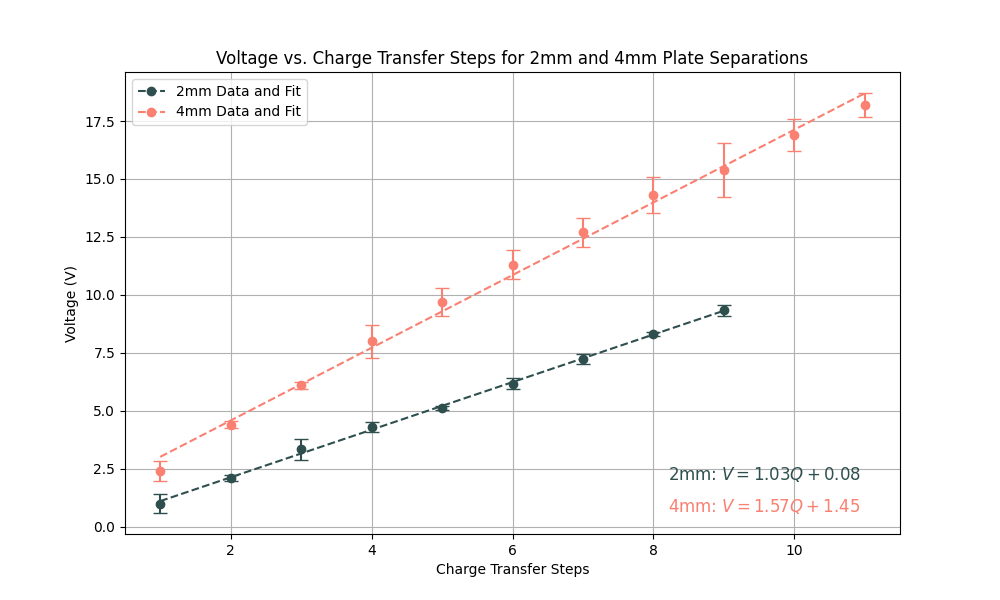 Voltage vs. Charge Transfer Steps for 2mm and 4mm Plate Separations
2mm Data and Fit
4mm Data and Fit
17.5
15.0
12.5
10.0
7.5
5.0
2.5
0.0
Voltage (V)
2mm: V = 1.03Q + 0.08
4mm: V = 1.57Q + 1.45
2 4 6 8 10
Charge Transfer Steps